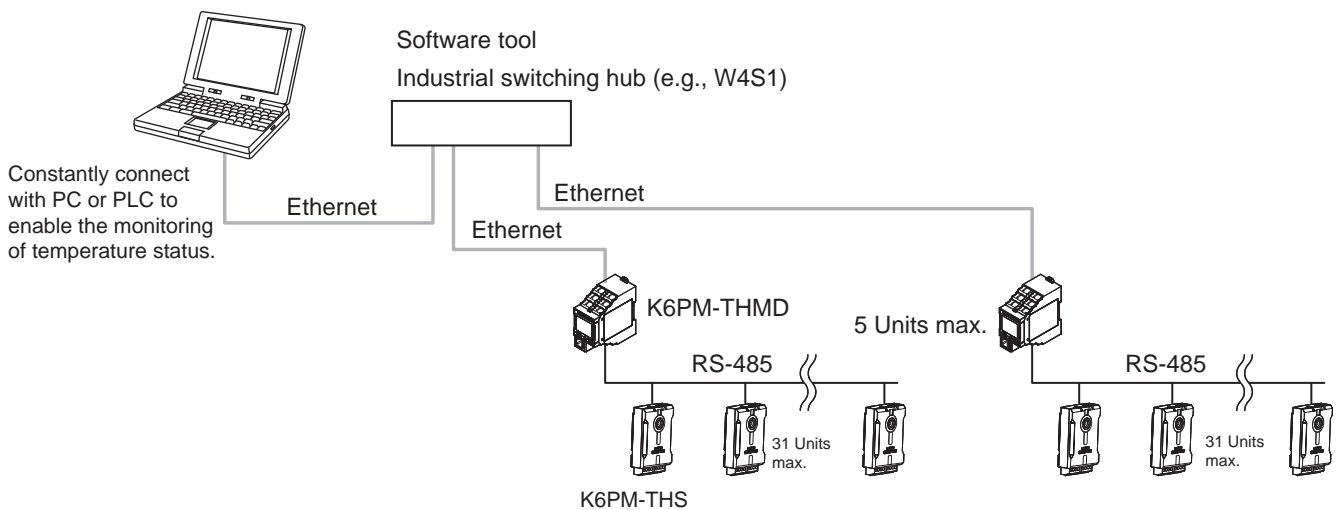 Software tool
Industrial switching hub (e.g., W4S1)
Constantly connect
with PC or PLC to
enable the monitoring
of temperature status.
Ethernet
Ethernet
Ethernet
K6PM-THMD
5 Units max.
RS-485
RS-485
31 Units
max.
31 Units
max.
K6PM-THS